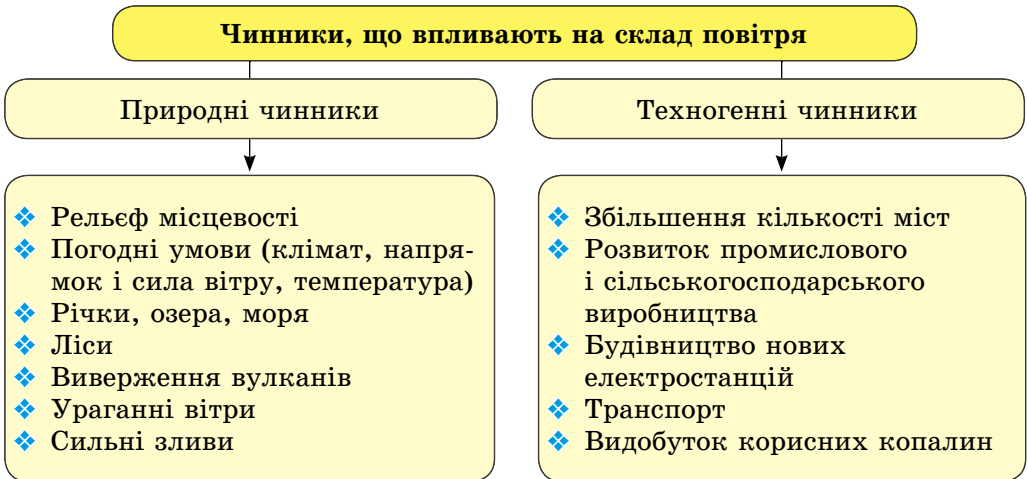 Чинники, що впливають на склад повітря
Природні чинники
❖ Рельєф місцевості
❖ Погодні умови (клімат, напря-
мок і сила вітру, температура)
❖ Річки, озера, моря
❖ Ліси
❖ Виверження вулканів
❖ Ураганні вітри
❖ Сильні зливи
Техногенні чинники
❖ Збільшення кількості міст
❖ Розвиток промислового
і сільськогосподарського
виробництва
❖ Будівництво нових
електростанцій
❖ Транспорт
❖ Видобуток корисних копалин